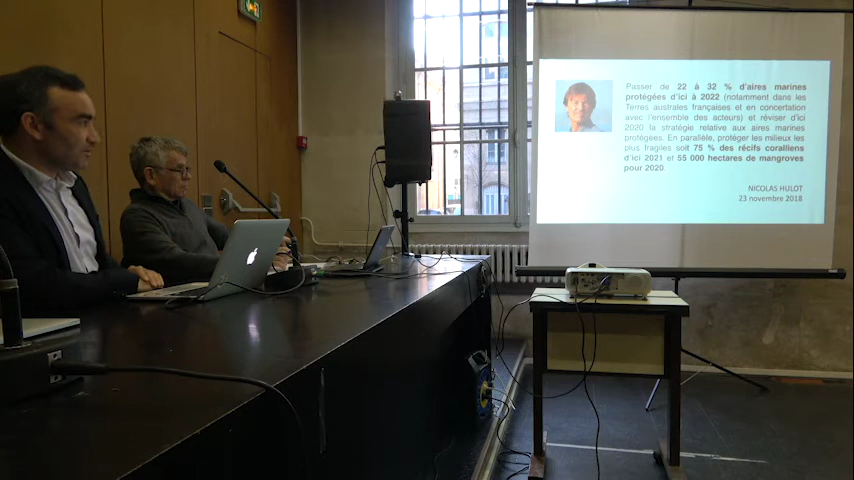 Passer de 22 à 32 % d'aires marines
protégées d'ici à 2022 (notamment dans les
Terres australes françaises et en concertation
avec l'ensemble des acteurs) et réviser d'ici
2020 la stratégie relative aux aires marines
protégées. En parallèle, protéger les milieux les
plus fragiles soit 75 % des récifs coralliens
d'ici 2021 et 55 000 hectares de mangroves
pour 2020.
NICOLAS HULOT
23 novembre 2018